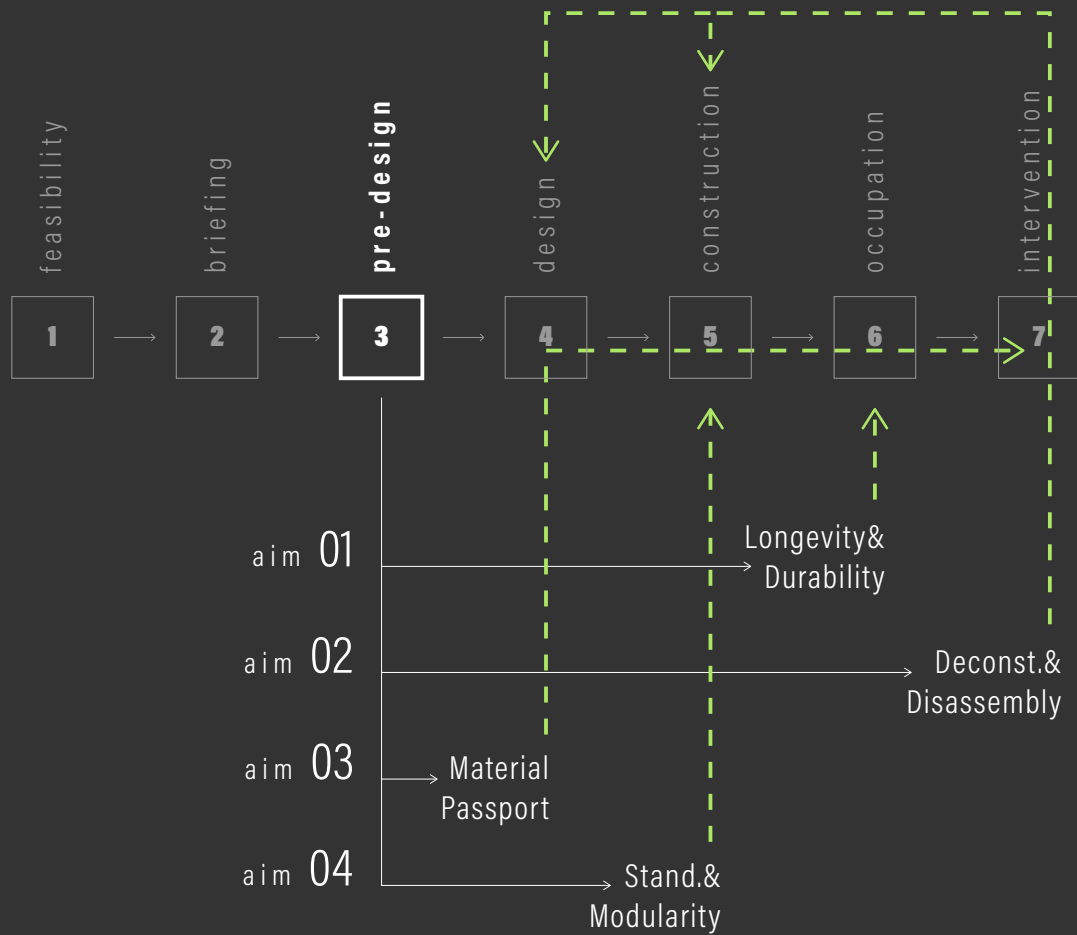 feasibility
briefing
pre-design
design
construction
occupation
intervention
1
2
3
4
5
6
7
aim 01
Longevity&
Durability
aim 02
Deconst.&
Disassembly
aim 03
Material
Passport
aim 04
Stand.&
Modularity